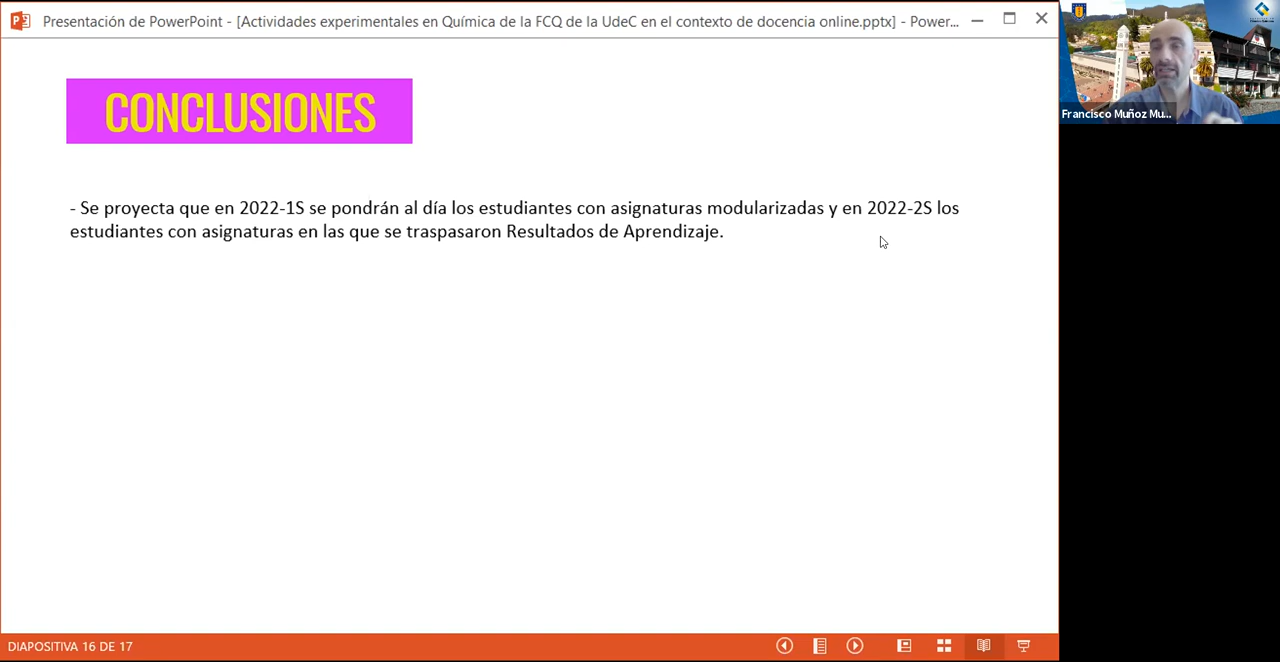 Presentación de PowerPoint - [Actividades experimentales en Química de la FCQ de la UdeC en el contexto de docencia online.pptx] - Power...
CONCLUSIONES
- Se proyecta que en 2022-1S se pondrán al día los estudiantes con asignaturas modularizadas y en 2022-2S los
estudiantes con asignaturas en las que se traspasaron Resultados de Aprendizaje.
Francisco Muñoz Mu...
DIAPOSITIVA 16 DE 17